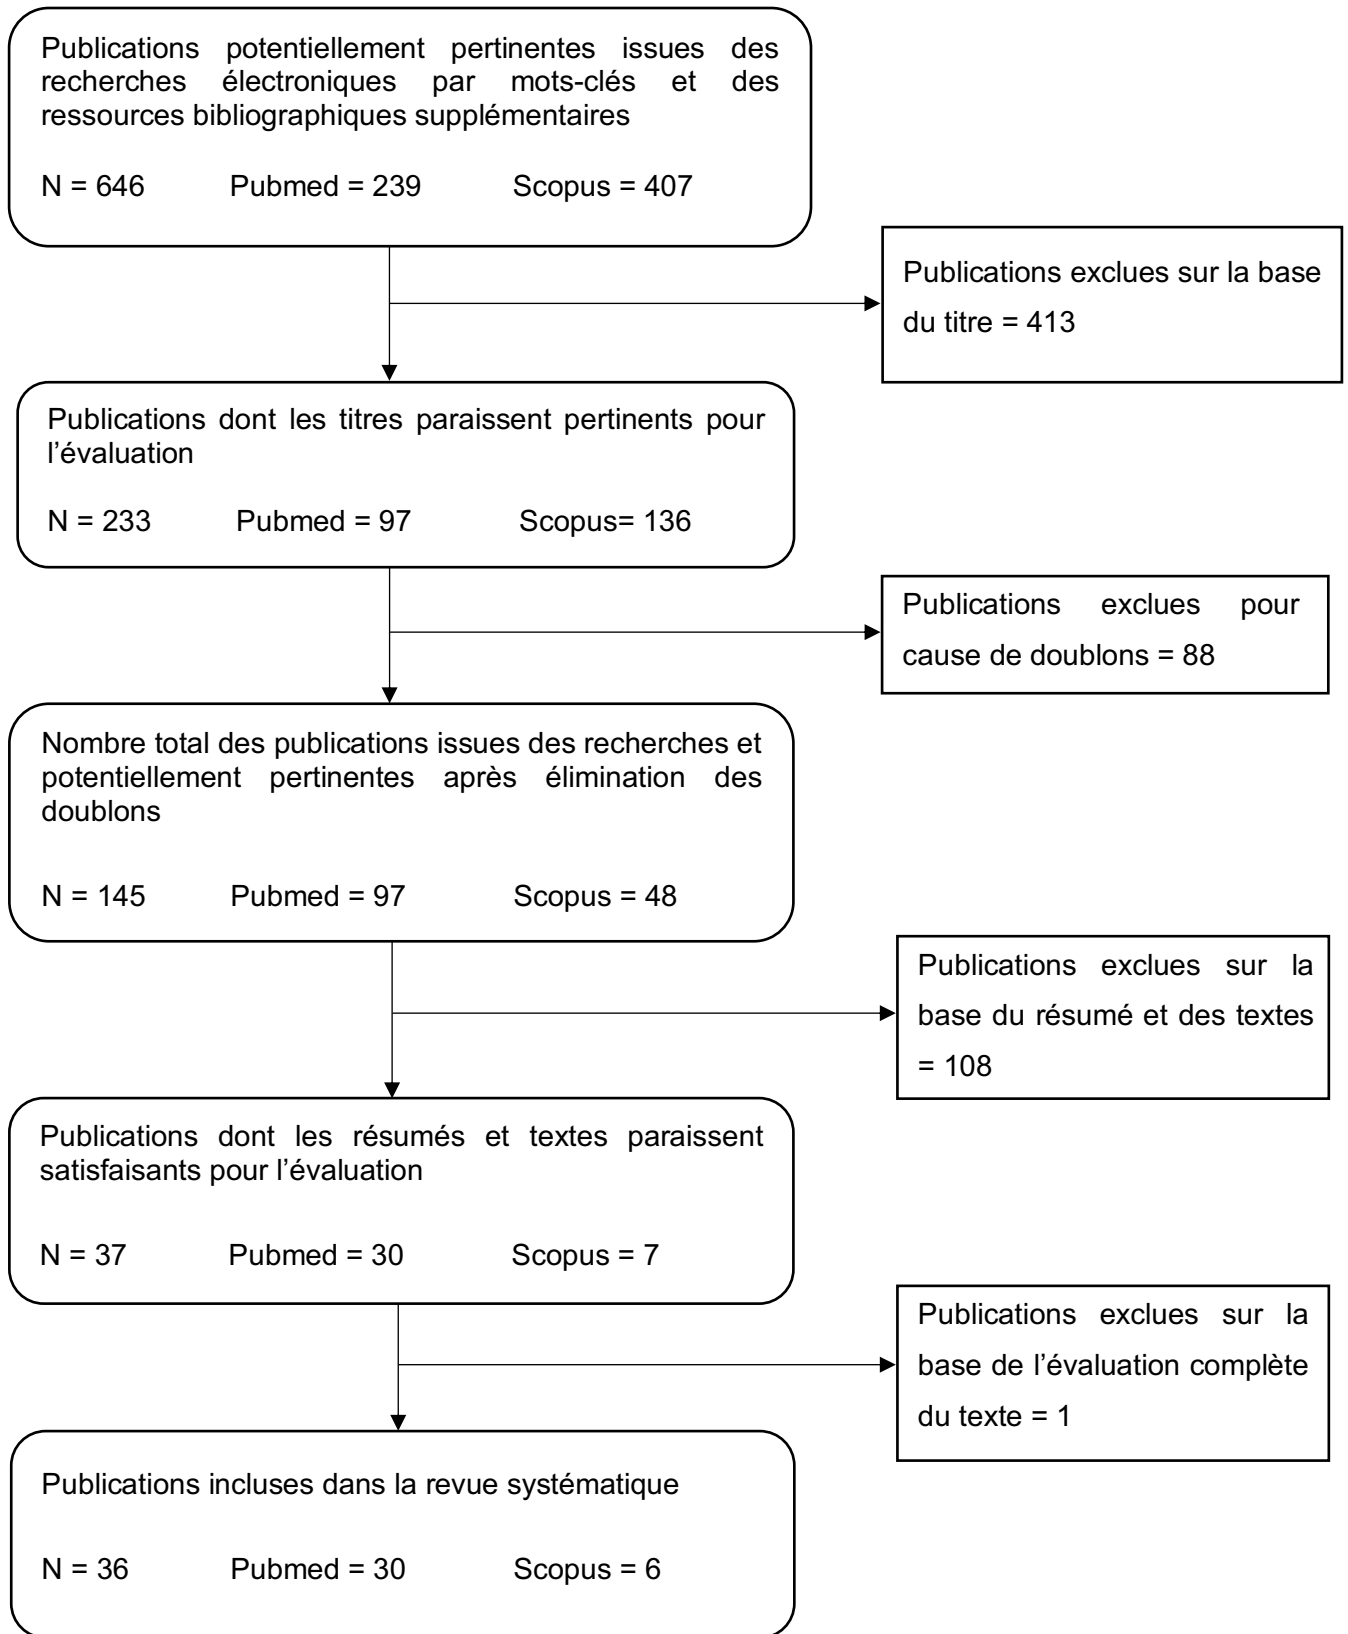 Publications potentiellement pertinentes issues des
recherches électroniques par mots-clés et des
ressources bibliographiques supplémentaires
N = 646 Pubmed = 239 Scopus = 407
Publications exclues sur la base
du titre = 413
Publications dont les titres paraissent pertinents pour
l’évaluation
N = 233 Pubmed = 97 Scopus= 136
Publications exclues pour
cause de doublons = 88
Nombre total des publications issues des recherches et
potentiellement pertinentes après élimination des
doublons
N = 145 Pubmed = 97 Scopus = 48
Publications exclues sur la
base du résumé et des textes
= 108
Publications dont les résumés et textes paraissent
satisfaisants pour l’évaluation
N = 37 Pubmed = 30 Scopus = 7
Publications exclues sur la
base de l’évaluation complète
du texte = 1
Publications incluses dans la revue systématique
N = 36 Pubmed = 30 Scopus = 6